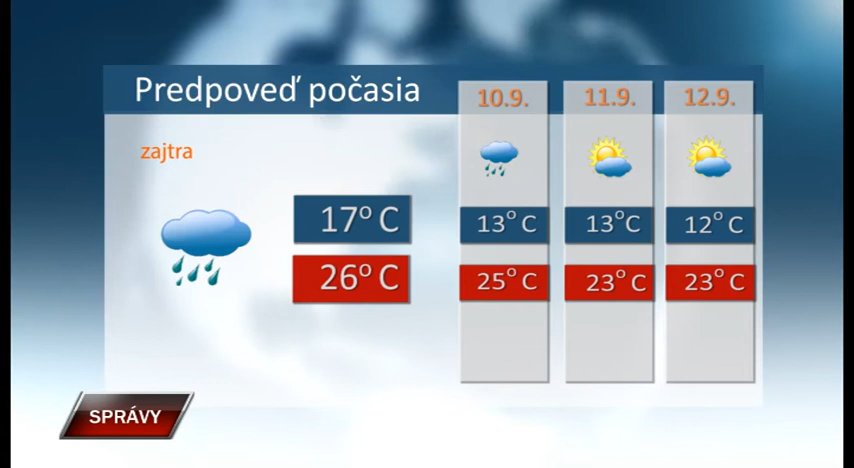 Predpoveď počasia
zajtra
17° C
26° C
10.9. 11.9. 12.9.
13° C 13°C 12° C
25° C 23° C 23° C
SPRÁVY